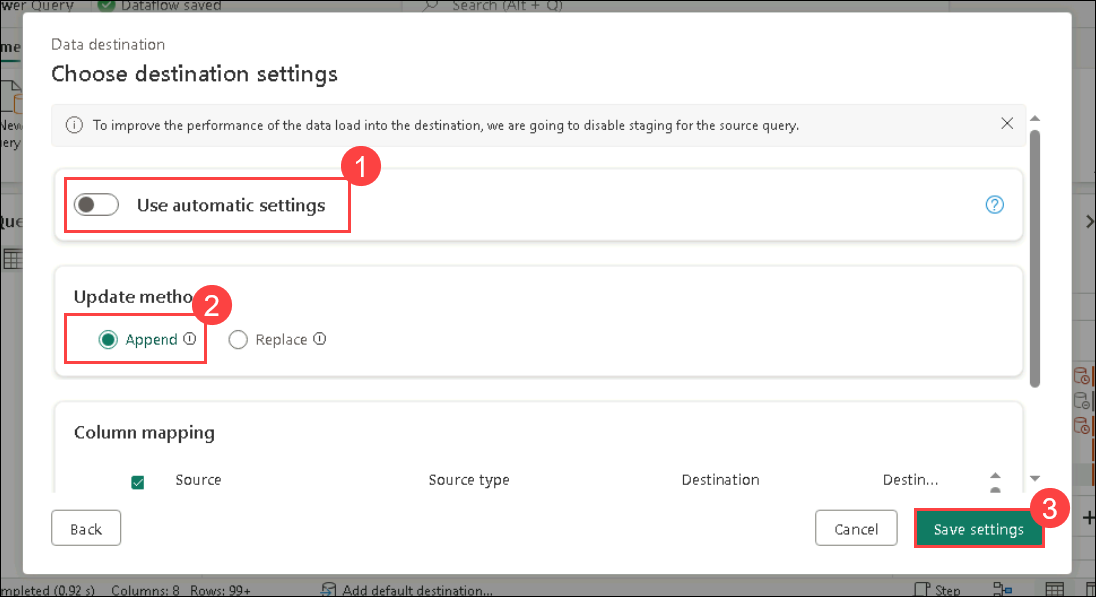 wer Query Dataflow saved Search (Alt + Q)
me
Data destination
Choose destination settings
New
ery
To improve the performance of the data load into the destination, we are going to disable staging for the source query.
1
Use automatic settings
Que
Update metho
2
Append Replace
Column mapping
Source Source type Destination Destin...
3
Back Cancel Save settings
mpleted (0.92 s) Columns: 8 Rows: 99+ Add default destination... Step